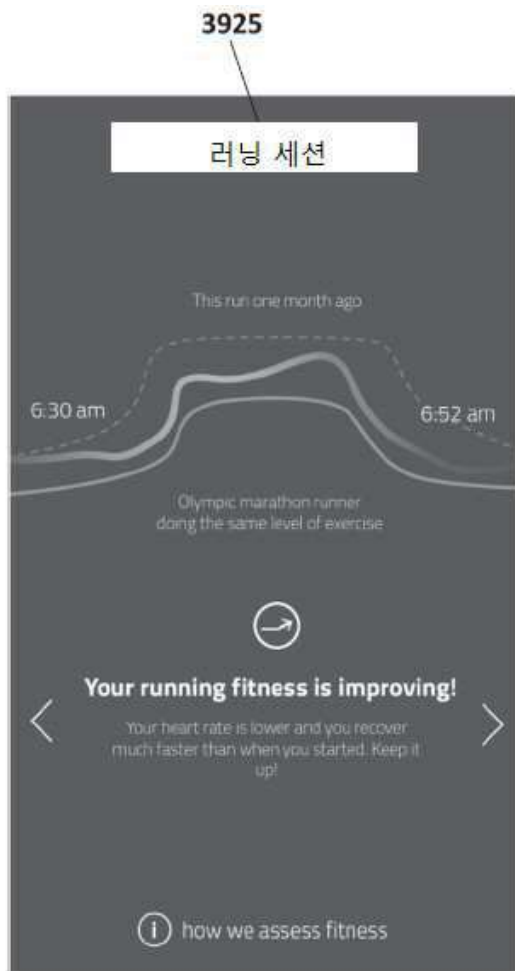 3925
러닝 세션
This run one month ago
6:30 am
6:52 am
Olympic marathon runner
doing the same level of exercise
Your running fitness is improving!
Your heart rate is lower and you recover
much faster than when you started. Keep it
up!
i how we assess fitness